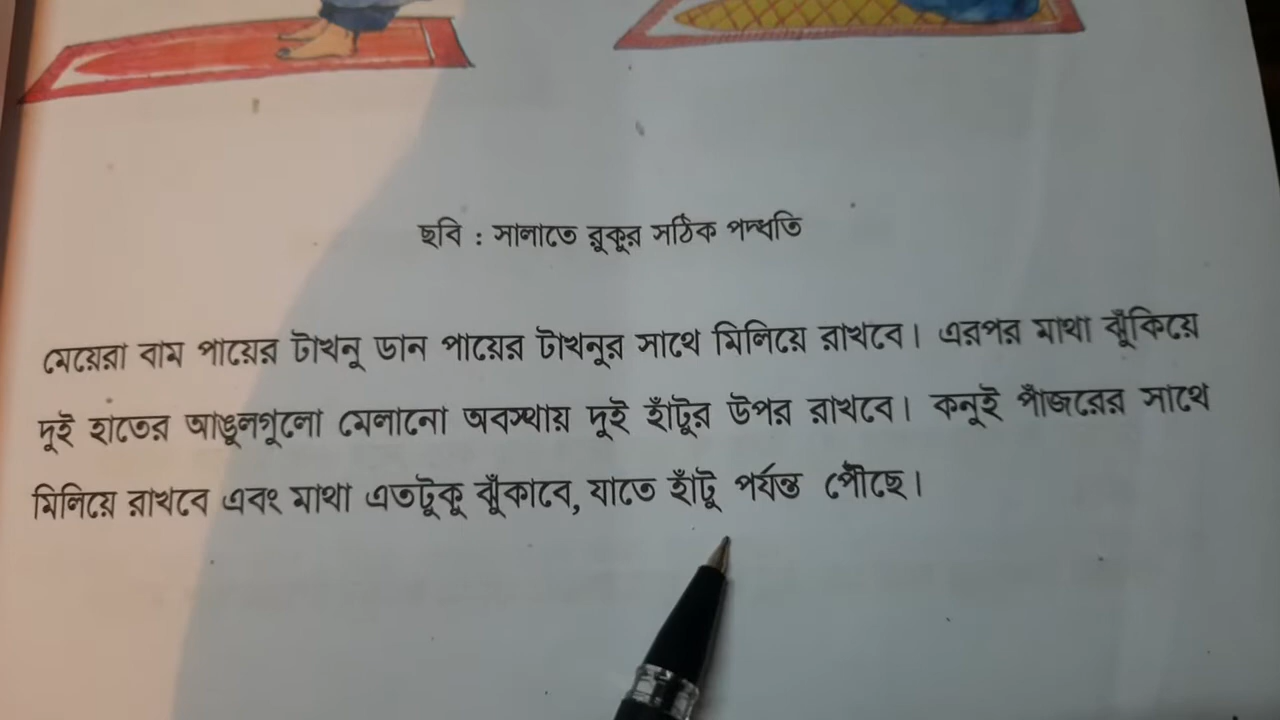 ছবি : সালাতে রুকুর সঠিক পদ্ধতি
মেয়েরা বাম পায়ের টাখনু ডান পায়ের টাখনুর সাথে মিলিয়ে রাখবে। এরপর মাথা ঝুঁকিয়ে
দুই হাতের আঙুলগুলো মেলানো অবস্থায় দুই হাঁটুর উপর রাখবে। কনুই পাঁজরের সাথে
মিলিয়ে রাখবে এবং মাথা এতটুকু ঝুঁকাবে, যাতে হাঁটু পর্যন্ত পৌঁছে।